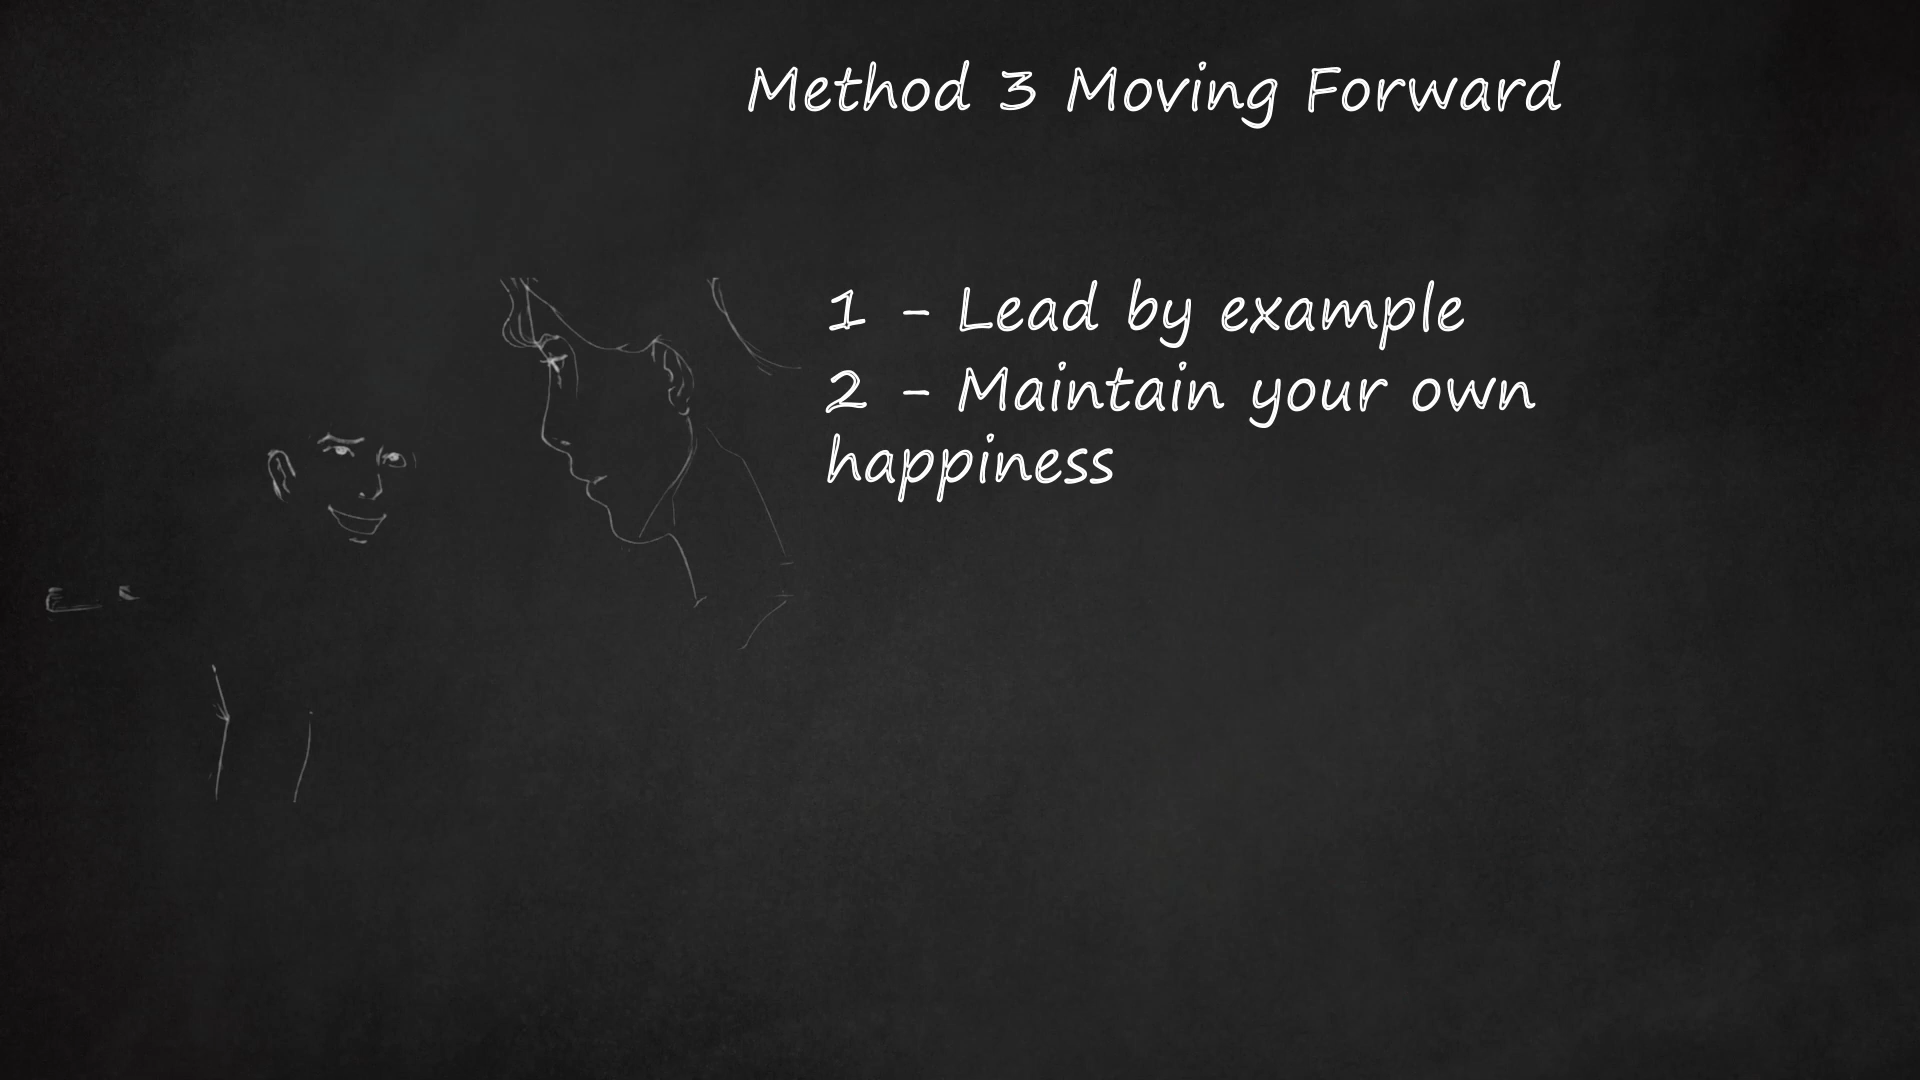 Method 3 Moving Forward
1 - Lead by example
2 - Maintain your own
happiness